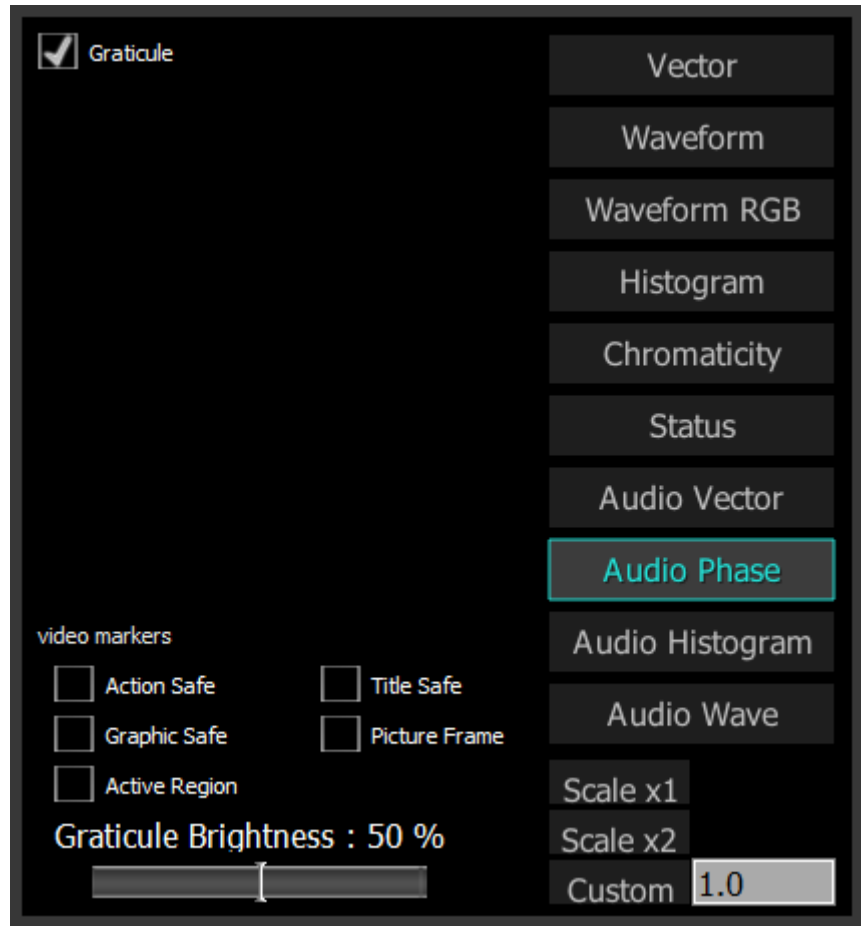 Graticule
Vector
Waveform
Waveform RGB
Histogram
Chromaticity
Status
Audio Vector
Audio Phase
Audio Histogram
Audio Wave
video markers
Action Safe
Title Safe
Graphic Safe
Picture Frame
Active Region
Graticule Brightness : 50 %
Scale x1
Scale x2
Custom 1.0